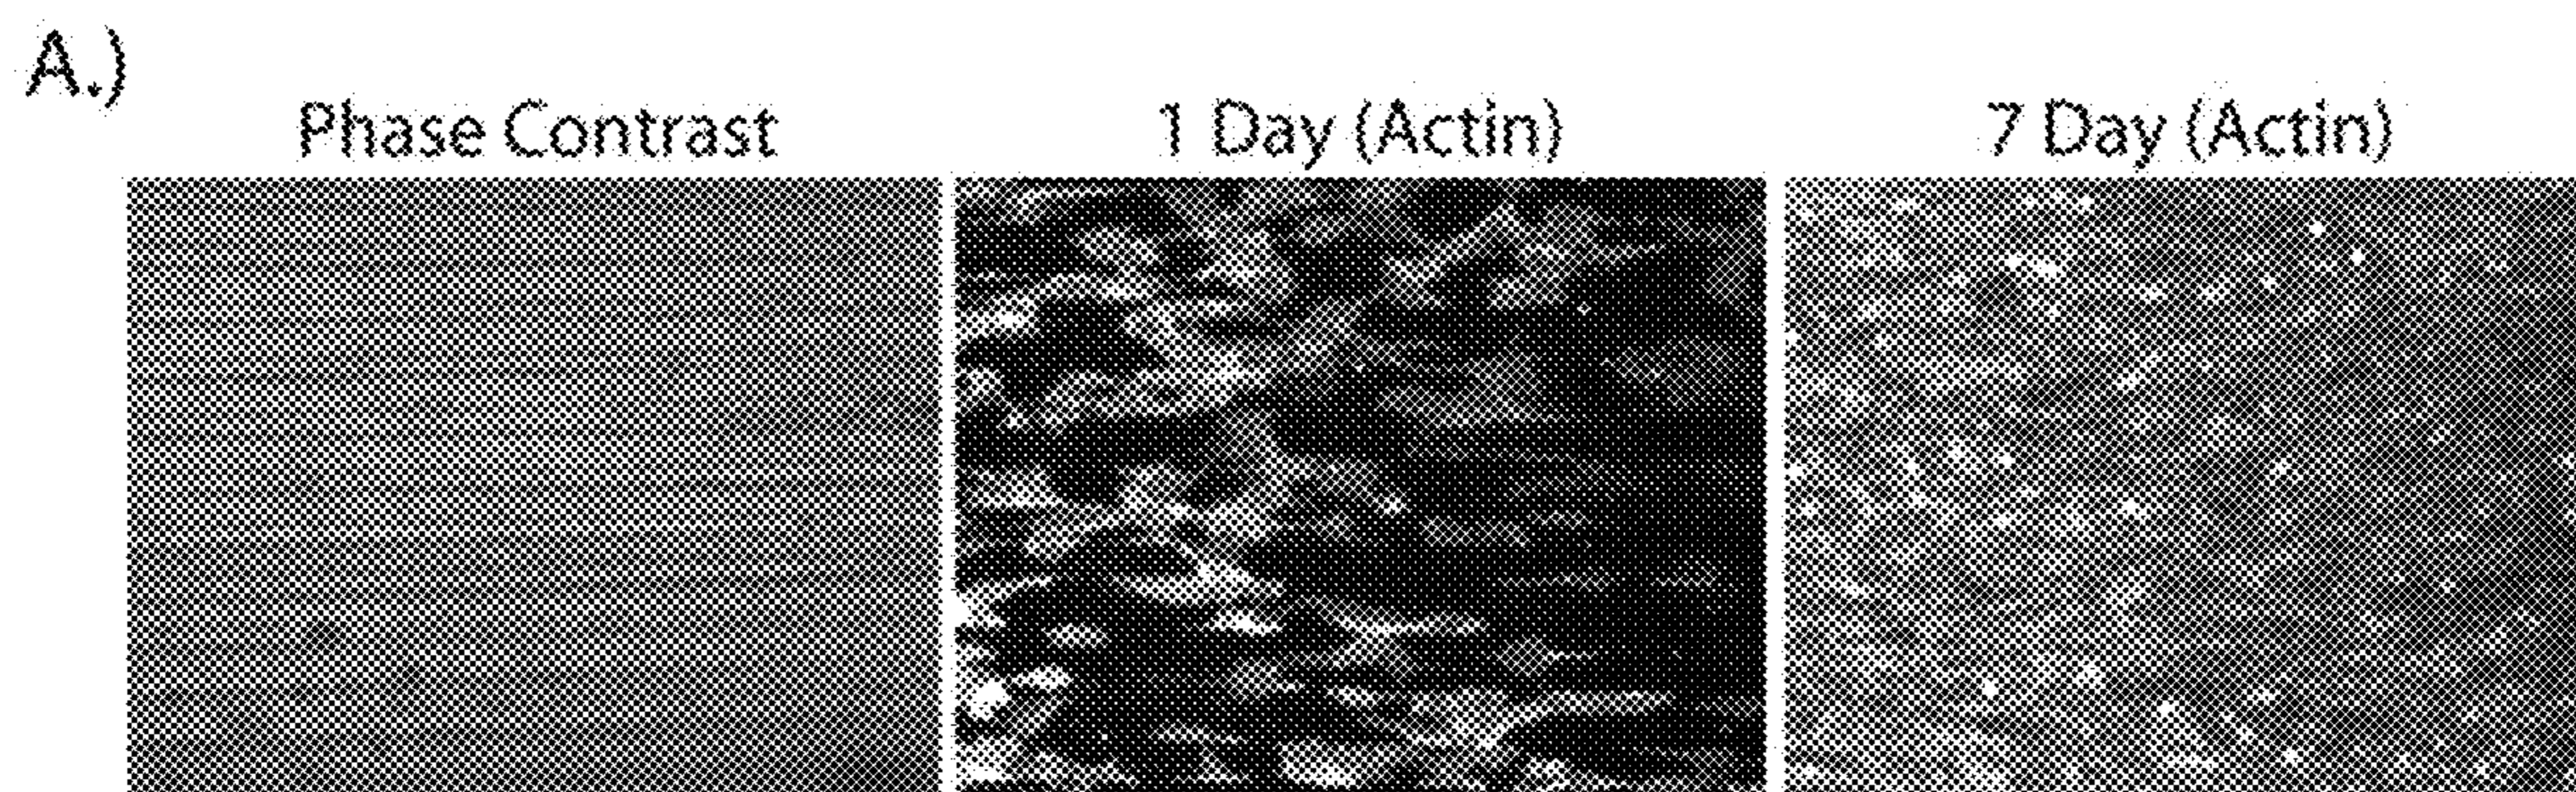 A.)
Phase Contrast
1 Day (Actin)
7 Day (Actin)